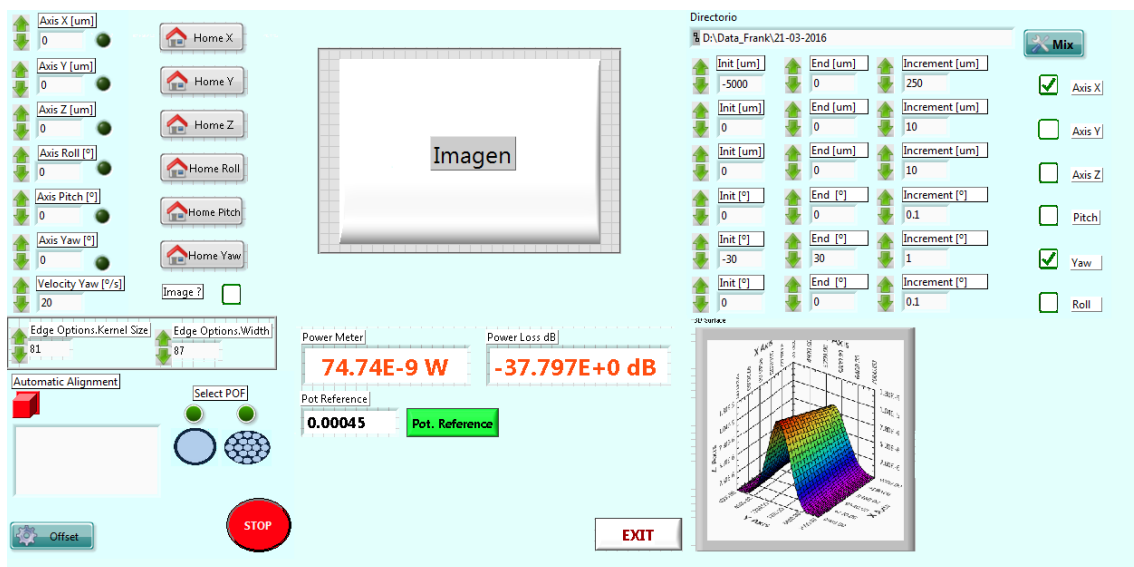 Axis X [um]
0
Home X
Axis Y [um]
0
Home Y
Axis Z [um]
0
Home Z
Axis Roll [º]
0
Home Roll
Axis Pitch [º]
0
Home Pitch
Axis Yaw [º]
0
Home Yaw
Velocity Yaw [º/s]
20
Image ?
Edge Options.Kernel Size
81
Edge Options.Width
87
Automatic Alignment
Select POF
Offset
STOP
Imagen
Power Meter
74.74E-9 W
Power Loss dB
-37.797E+0 dB
Pot Reference
0.00045
Pot. Reference
EXIT
Directorio
D:\Data_Frank\21-03-2016
Mix
Init [um] End [um] Increment [um]
-5000 0 250
Axis X
Init [um] End [um] Increment [um]
0 0 10
Axis Y
Init [um] End [um] Increment [um]
0 0 10
Axis Z
Init [º] End [º] Increment [º]
0 0 0.1
Pitch
Init [º] End [º] Increment [º]
-30 30 1
Yaw
Init [º] End [º] Increment [º]
0 0 0.1
Roll
3D Surface
X Axis
Z Axis
Y Axis
X Axis